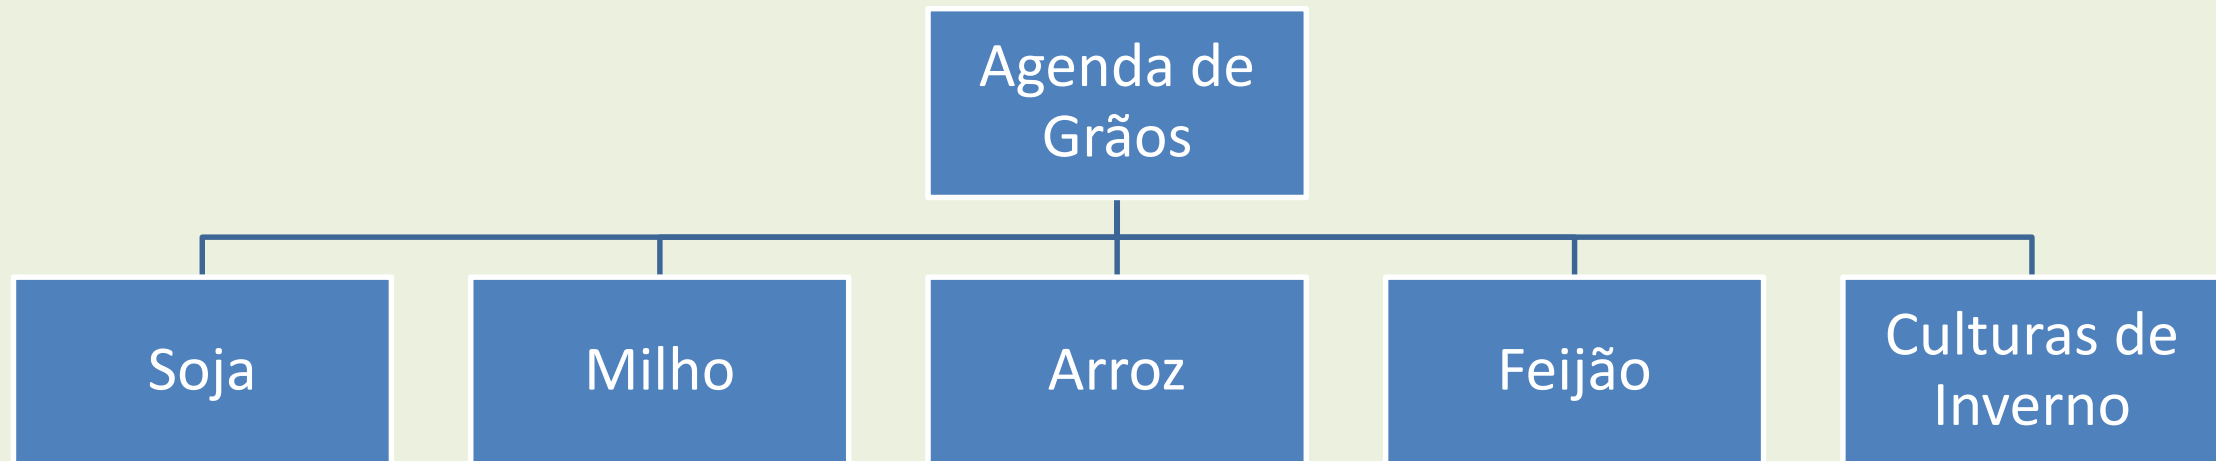 Agenda de
Grãos
Soja
Milho
Arroz
Feijão
Culturas de
Inverno